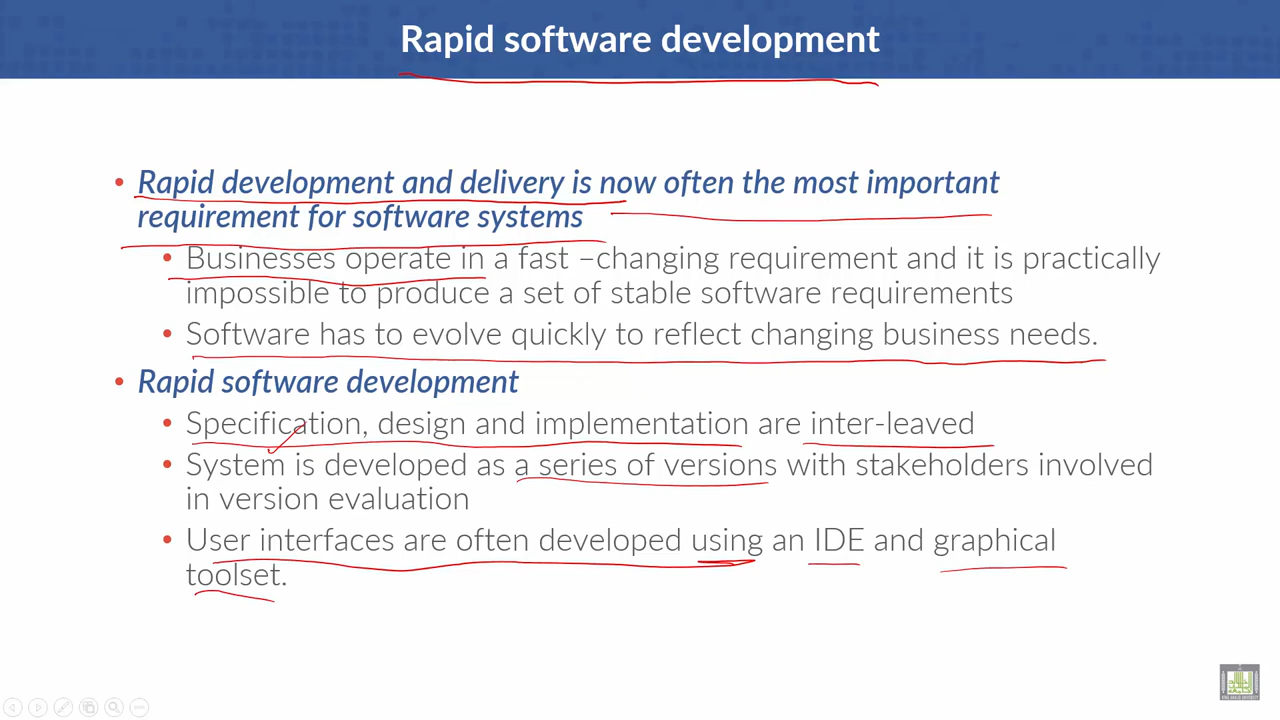 Rapid software development
• Rapid development and delivery is now often the most important
requirement for software systems
• Businesses operate in a fast –changing requirement and it is practically
impossible to produce a set of stable software requirements
• Software has to evolve quickly to reflect changing business needs.
• Rapid software development
• Specification, design and implementation are inter-leaved
• System is developed as a series of versions with stakeholders involved
in version evaluation
• User interfaces are often developed using an IDE and graphical
toolset.